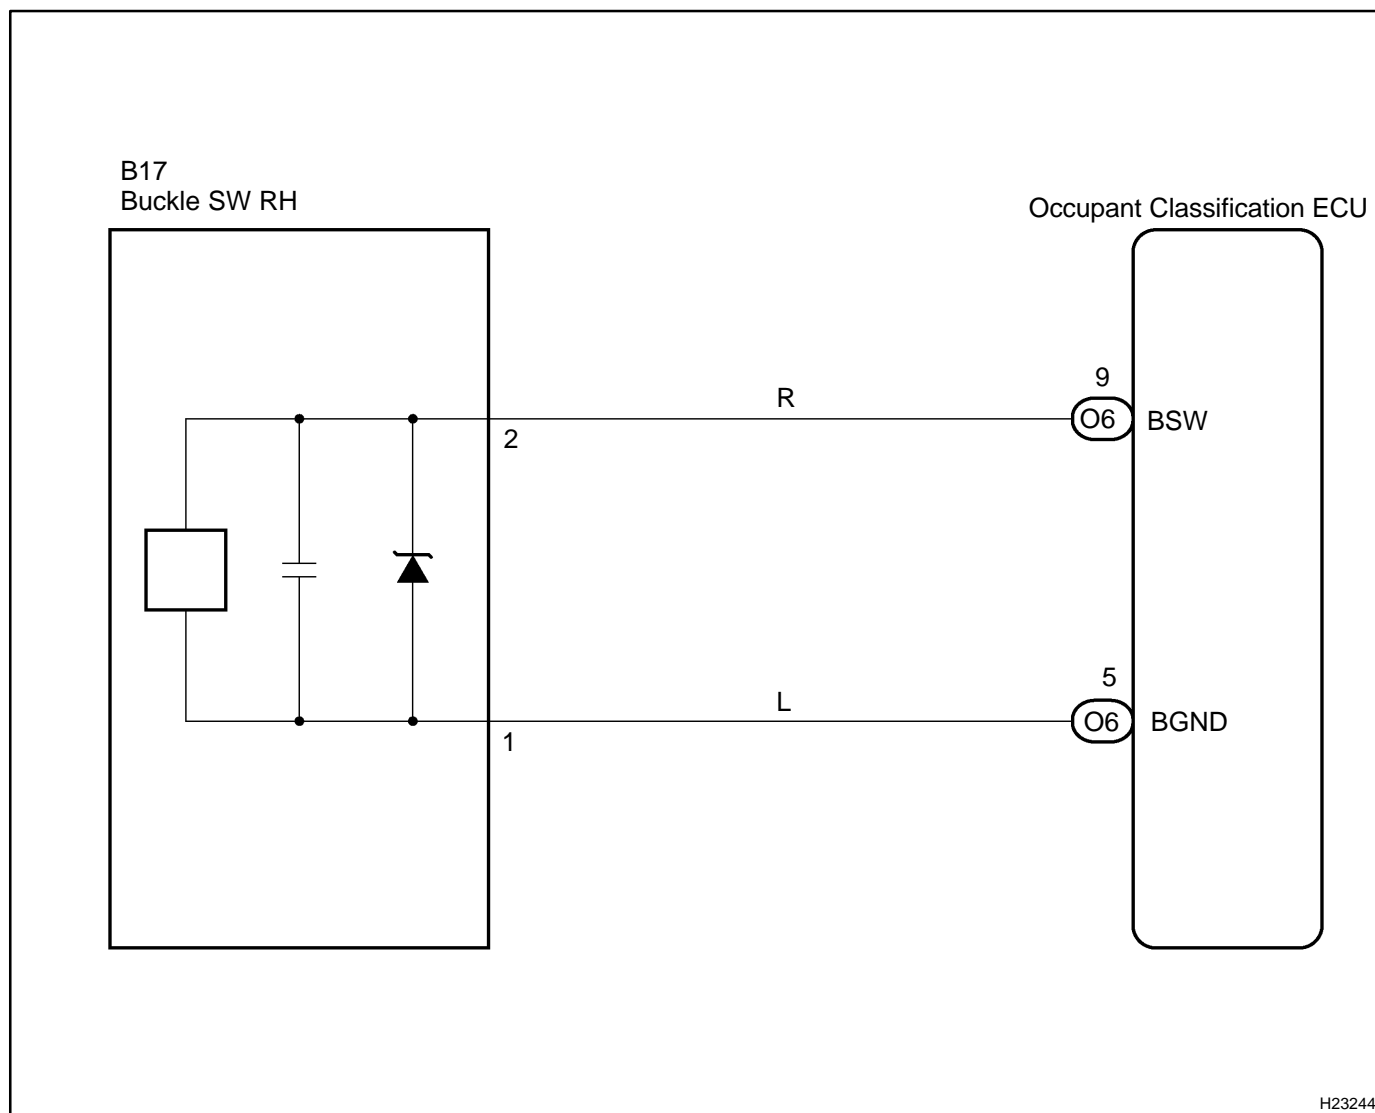 B17
Buckle SW RH
Occupant Classification ECU
9
R
O6
BSW
2
5
L
O6
BGND
1
H23244